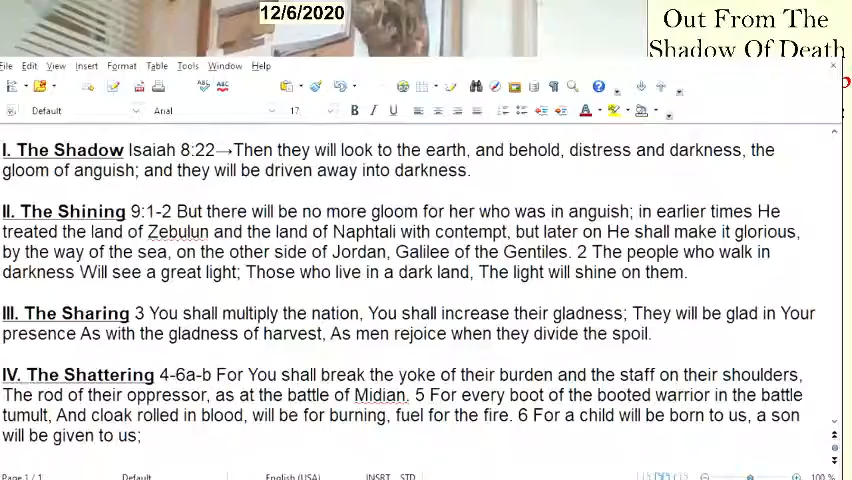 12/6/2020
Out From The
Shadow Of Death
File Edit View Insert Format Table Tools Window Help
Default Arial 17 B I U A
I. The Shadow Isaiah 8:22→Then they will look to the earth, and behold, distress and darkness, the
gloom of anguish; and they will be driven away into darkness.
II. The Shining 9:1-2 But there will be no more gloom for her who was in anguish; in earlier times He
treated the land of Zebulun and the land of Naphtali with contempt, but later on He shall make it glorious,
by the way of the sea, on the other side of Jordan, Galilee of the Gentiles. 2 The people who walk in
darkness Will see a great light; Those who live in a dark land, The light will shine on them.
III. The Sharing 3 You shall multiply the nation, You shall increase their gladness; They will be glad in Your
presence As with the gladness of harvest, As men rejoice when they divide the spoil.
IV. The Shattering 4-6a-b For You shall break the yoke of their burden and the staff on their shoulders,
The rod of their oppressor, as at the battle of Midian. 5 For every boot of the booted warrior in the battle
tumult, And cloak rolled in blood, will be for burning, fuel for the fire. 6 For a child will be born to us, a son
will be given to us;
Page 1 / 1 Default English (USA) INSRT STD 100 %